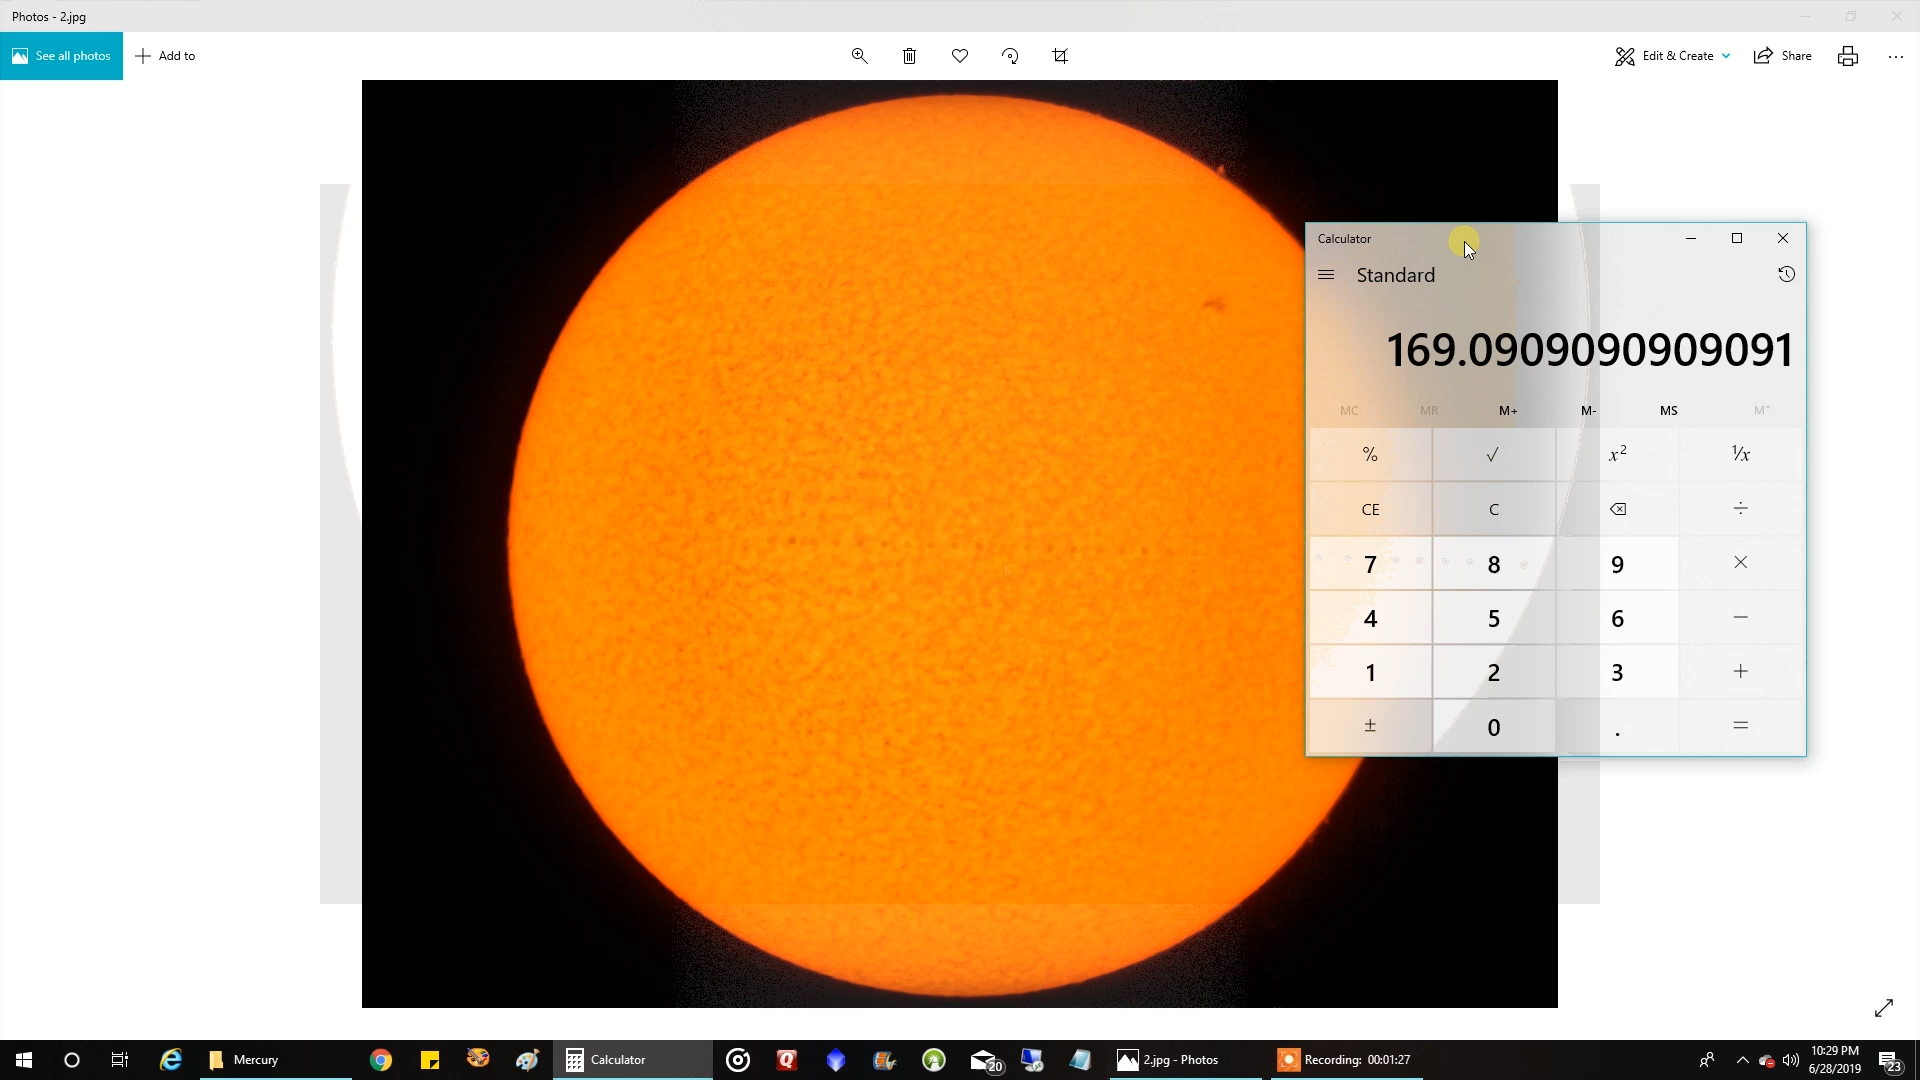 Photos - 2.jpg
See all photos
Add to
Edit & Create
Share
Calculator
Standard
169.0909090909091
MC MR M+ M- MS M˅
% √ x² ¹⁄x
CE C ÷
7 8 9 ×
4 5 6 −
1 2 3 +
± 0 . =
Mercury
Calculator
20
2.jpg - Photos
Recording: 00:01:27
10:29 PM
6/28/2019
23